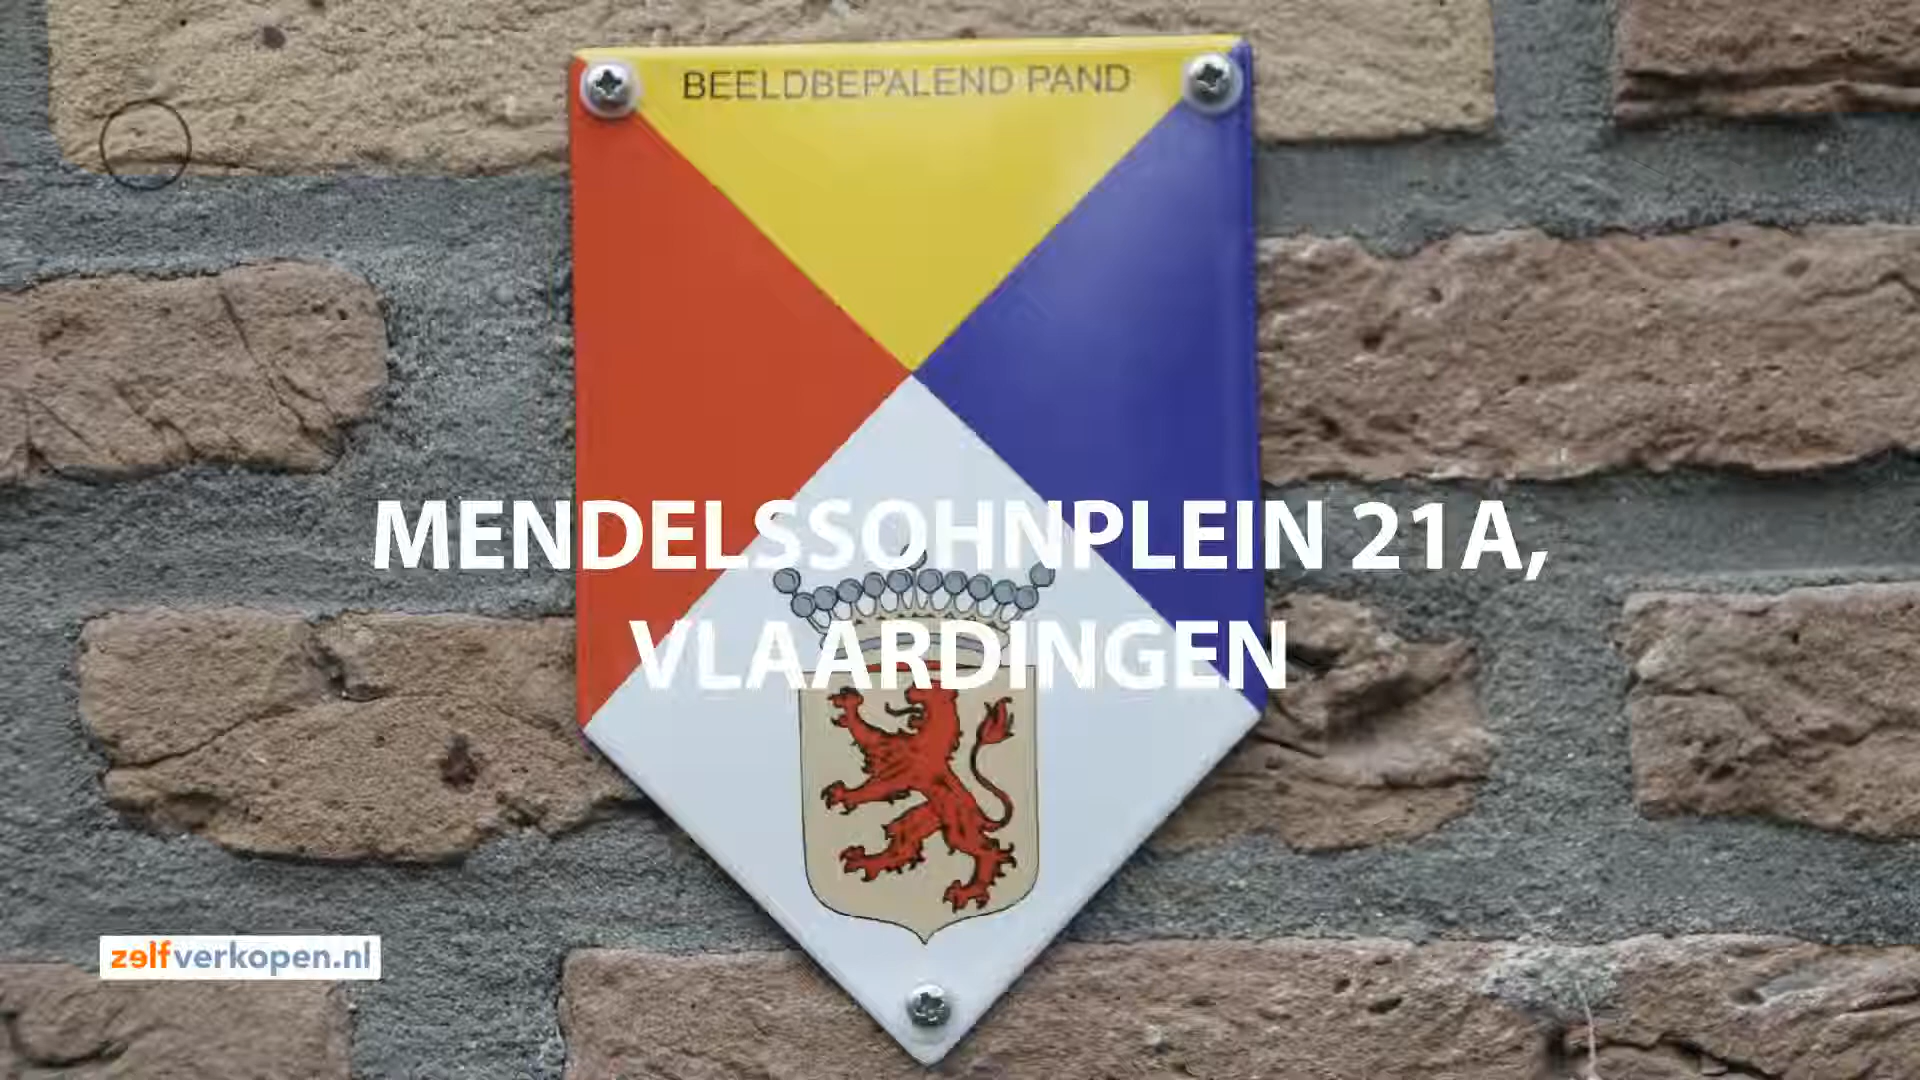 BEELDBEPALEND PAND
MENDELSSOHNPLEIN 21A,
VLAARDINGEN
zelfverkopen.nl